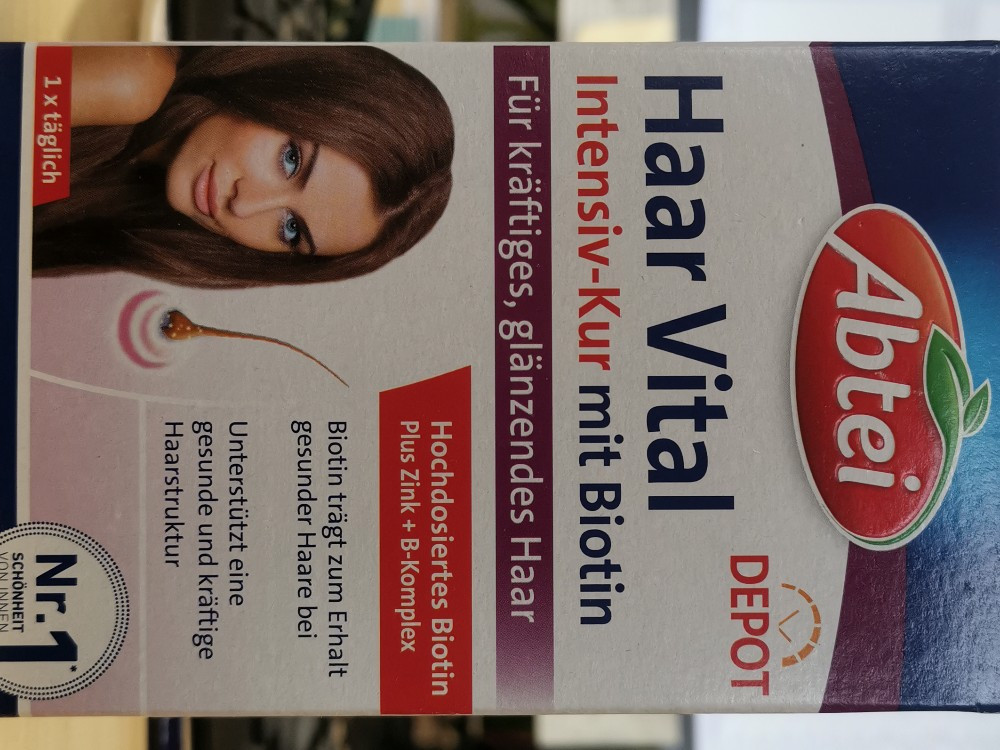 Abtei
DEPOT
Haar Vital
Intensiv-Kur mit Biotin
Für kräftiges, glänzendes Haar
Hochdosiertes Biotin
Plus Zink + B-Komplex
Biotin trägt zum Erhalt
gesunder Haare bei
Unterstützt eine
gesunde und kräftige
Haarstruktur
1 x täglich
Nr.1*
SCHÖNHEIT
VON INNEN